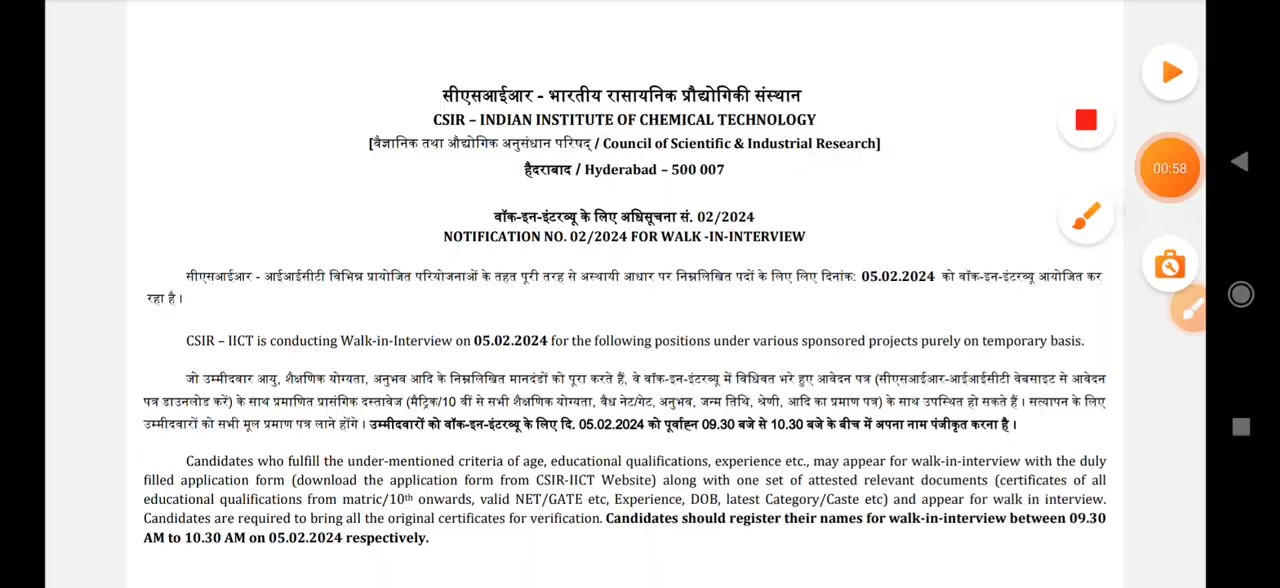 सीएसआईआर - भारतीय रासायनिक प्रौद्योगिकी संस्थान
CSIR – INDIAN INSTITUTE OF CHEMICAL TECHNOLOGY
[वैज्ञानिक तथा औद्योगिक अनुसंधान परिषद् / Council of Scientific & Industrial Research]
हैदराबाद / Hyderabad – 500 007
वॉक-इन-इंटरव्यू के लिए अधिसूचना सं. 02/2024
NOTIFICATION NO. 02/2024 FOR WALK -IN-INTERVIEW
सीएसआईआर - आईआईसीटी विभिन्न प्रायोजित परियोजनाओं के तहत पूरी तरह से अस्थायी आधार पर निम्नलिखित पदों के लिए लिए दिनांक: 05.02.2024 को वॉक-इन-इंटरव्यू आयोजित कर
रहा है।
CSIR – IICT is conducting Walk-in-Interview on 05.02.2024 for the following positions under various sponsored projects purely on temporary basis.
जो उम्मीदवार आयु, शैक्षणिक योग्यता, अनुभव आदि के निम्नलिखित मानदंडों को पूरा करते हैं, वे वॉक-इन-इंटरव्यू में विधिवत भरे हुए आवेदन पत्र (सीएसआईआर-आईआईसीटी वेबसाइट से आवेदन
पत्र डाउनलोड करें) के साथ प्रमाणित प्रासंगिक दस्तावेज (मैट्रिक/10 वीं से सभी शैक्षणिक योग्यता, वैध नेट/गेट, अनुभव, जन्म तिथि, श्रेणी, आदि का प्रमाण पत्र) के साथ उपस्थित हो सकते हैं। सत्यापन के लिए
उम्मीदवारों को सभी मूल प्रमाण पत्र लाने होंगे। उम्मीदवारों को वॉक-इन-इंटरव्यू के लिए दि. 05.02.2024 को पूर्वाह्न 09.30 बजे से 10.30 बजे के बीच में अपना नाम पंजीकृत करना है।
Candidates who fulfill the under-mentioned criteria of age, educational qualifications, experience etc., may appear for walk-in-interview with the duly
filled application form (download the application form from CSIR-IICT Website) along with one set of attested relevant documents (certificates of all
educational qualifications from matric/10th onwards, valid NET/GATE etc, Experience, DOB, latest Category/Caste etc) and appear for walk in interview.
Candidates are required to bring all the original certificates for verification. Candidates should register their names for walk-in-interview between 09.30
AM to 10.30 AM on 05.02.2024 respectively.
00:58